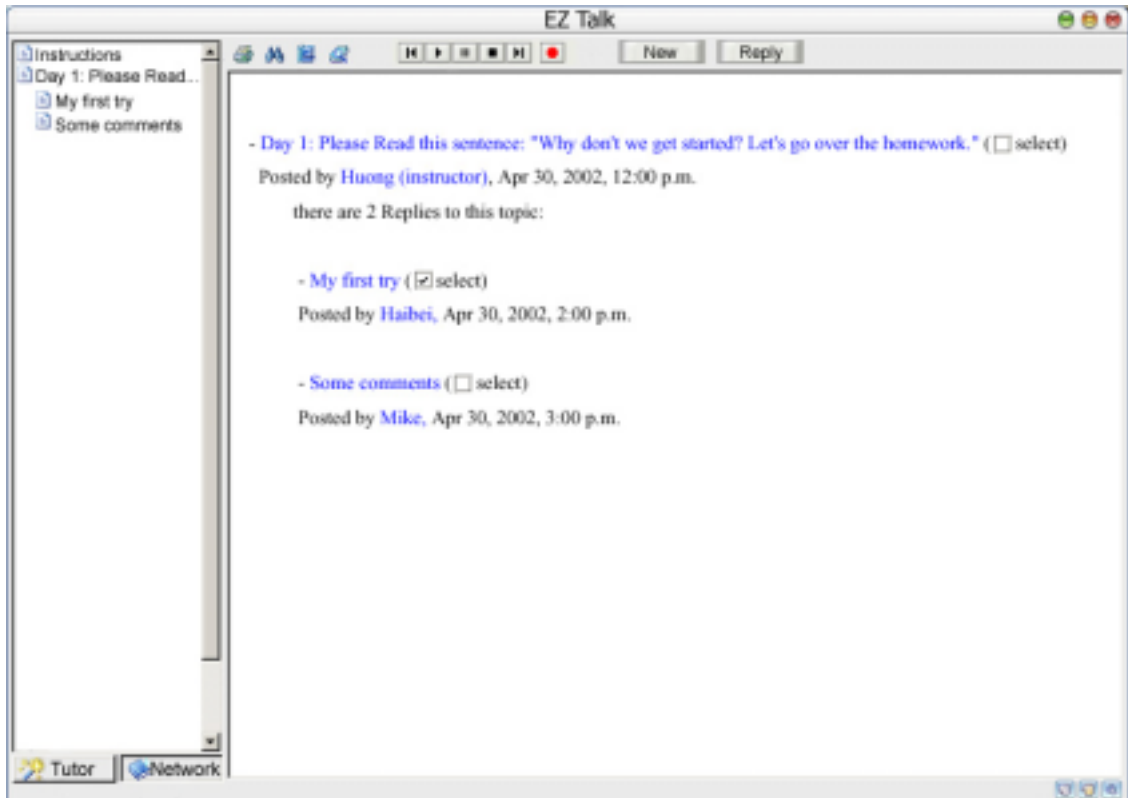 EZ Talk
Instructions
Day 1: Please Read...
My first try
Some comments
New
Reply
- Day 1: Please Read this sentence: "Why don't we get started? Let's go over the homework." (select)
Posted by Huong (instructor), Apr 30, 2002, 12:00 p.m.
there are 2 Replies to this topic:
- My first try (select)
Posted by Haibei, Apr 30, 2002, 2:00 p.m.
- Some comments (select)
Posted by Mike, Apr 30, 2002, 3:00 p.m.
Tutor
Network